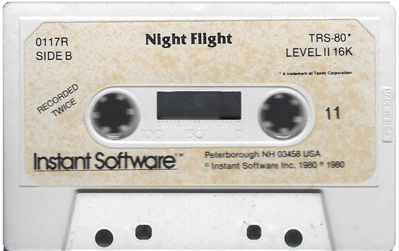 0117R
SIDE B
Night Flight
TRS-80*
LEVEL II 16K
* A trademark of Tandy Corporation
RECORDED
TWICE
100 50 0
11
Instant Software™
Peterborough NH 03458 USA
© Instant Software Inc. 1980 ℗ 1980